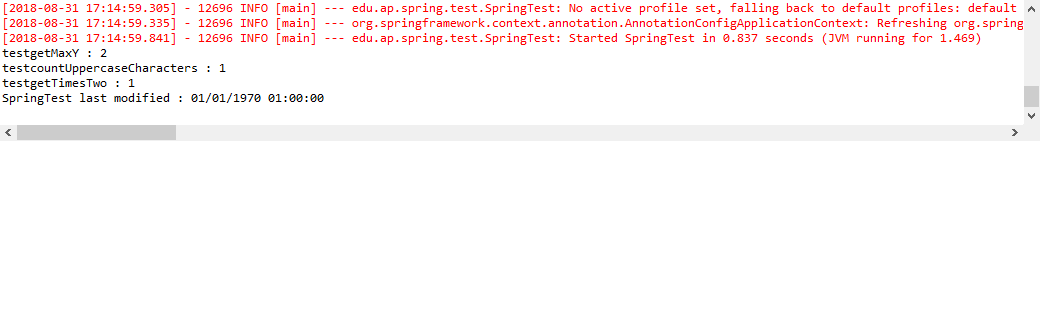 [2018-08-31 17:14:59.305] - 12696 INFO [main] --- edu.ap.spring.test.SpringTest: No active profile set, falling back to default profiles: default
[2018-08-31 17:14:59.335] - 12696 INFO [main] --- org.springframework.context.annotation.AnnotationConfigApplicationContext: Refreshing org.spring
[2018-08-31 17:14:59.841] - 12696 INFO [main] --- edu.ap.spring.test.SpringTest: Started SpringTest in 0.837 seconds (JVM running for 1.469)
testgetMaxY : 2
testcountUppercaseCharacters : 1
testgetTimesTwo : 1
SpringTest last modified : 01/01/1970 01:00:00